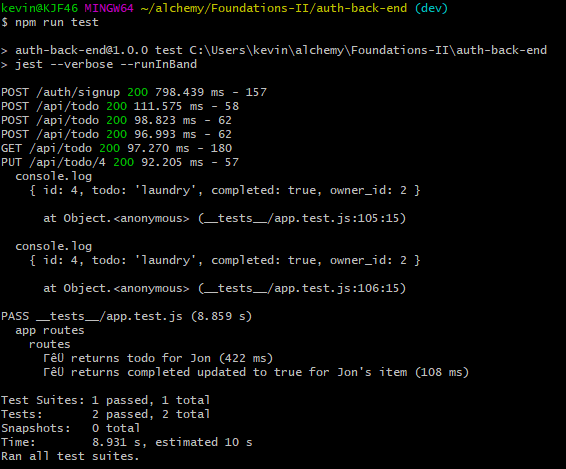 kevin@KJF46 MINGW64 ~/alchemy/Foundations-II/auth-back-end (dev)
$ npm run test
> auth-back-end@1.0.0 test C:\Users\kevin\alchemy\Foundations-II\auth-back-end
> jest --verbose --runInBand
POST /auth/signup 200 798.439 ms - 157
POST /api/todo 200 111.575 ms - 58
POST /api/todo 200 98.823 ms - 62
POST /api/todo 200 96.993 ms - 62
GET /api/todo 200 97.270 ms - 180
PUT /api/todo/4 200 92.205 ms - 57
console.log
{ id: 4, todo: 'laundry', completed: true, owner_id: 2 }
at Object.<anonymous> (__tests__/app.test.js:105:15)
console.log
{ id: 4, todo: 'laundry', completed: true, owner_id: 2 }
at Object.<anonymous> (__tests__/app.test.js:106:15)
PASS __tests__/app.test.js (8.859 s)
app routes
routes
ΓêÜ returns todo for Jon (422 ms)
ΓêÜ returns completed updated to true for Jon's item (108 ms)
Test Suites: 1 passed, 1 total
Tests: 2 passed, 2 total
Snapshots: 0 total
Time: 8.931 s, estimated 10 s
Ran all test suites.